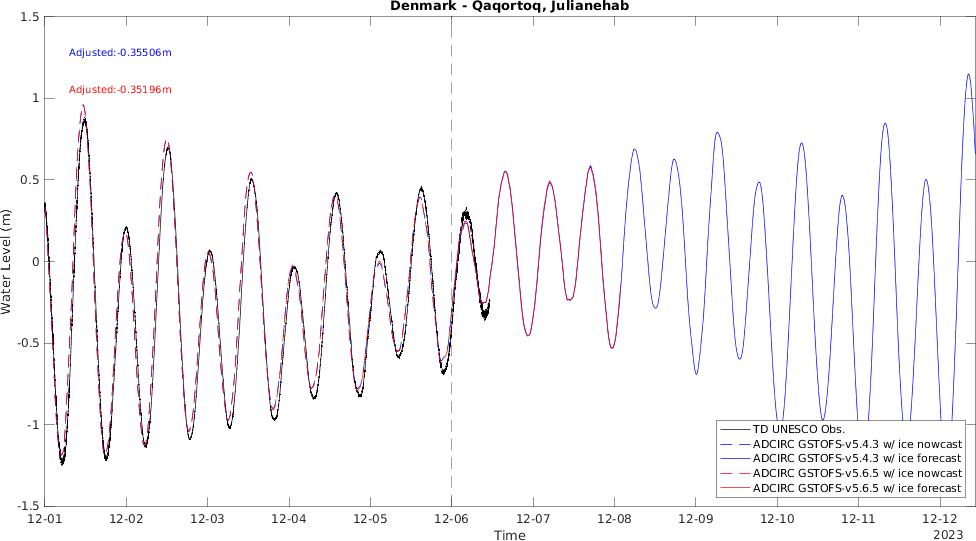 Denmark - Qaqortoq, Julianehab
1.5
Adjusted:-0.35506m
Adjusted:-0.35196m
1
0.5
0
-0.5
-1
-1.5
Water Level (m)
TD UNESCO Obs.
ADCIRC GSTOFS-v5.4.3 w/ ice nowcast
ADCIRC GSTOFS-v5.4.3 w/ ice forecast
ADCIRC GSTOFS-v5.6.5 w/ ice nowcast
ADCIRC GSTOFS-v5.6.5 w/ ice forecast
12-01 12-02 12-03 12-04 12-05 12-06 12-07 12-08 12-09 12-10 12-11 12-12
Time
2023